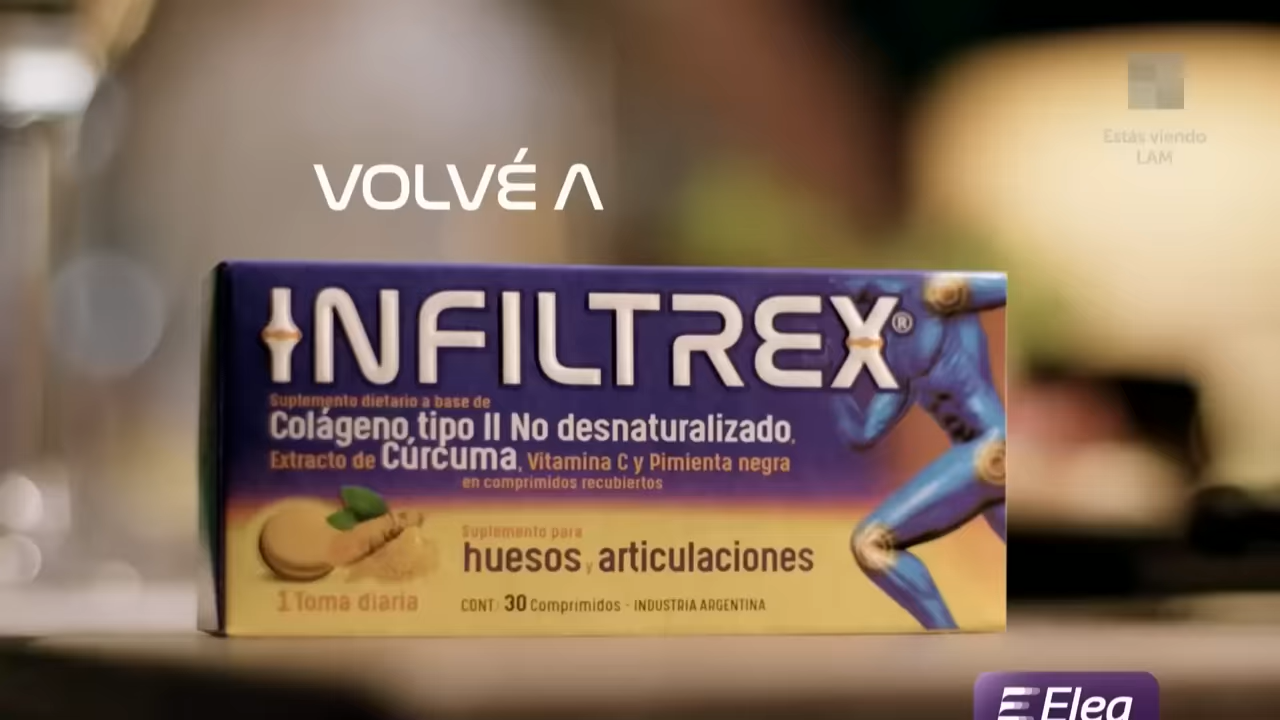 Estás viendo
LAM
VOLVÉ A
INFILTREX®
Suplemento dietario a base de
Colágeno tipo II No desnaturalizado,
Extracto de Cúrcuma, Vitamina C y Pimienta negra
en comprimidos recubiertos
Suplemento para
huesos y articulaciones
1 Toma diaria
CONT: 30 Comprimidos - INDUSTRIA ARGENTINA
Elea